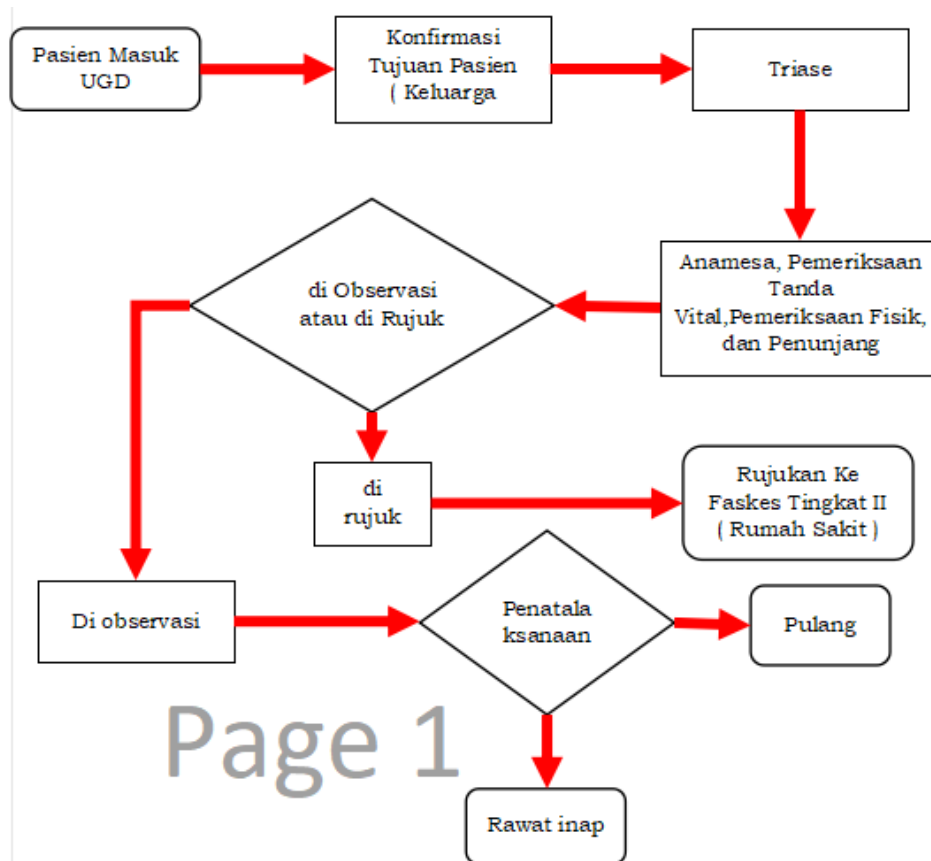 Pasien Masuk
UGD
Konfirmasi
Tujuan Pasien
( Keluarga
Triase
Anamesa, Pemeriksaan
Tanda
Vital,Pemeriksaan Fisik,
dan Penunjang
di Observasi
atau di Rujuk
di
rujuk
Rujukan Ke
Faskes Tingkat II
( Rumah Sakit )
Di observasi
Penatala
ksanaan
Pulang
Page 1
Rawat inap